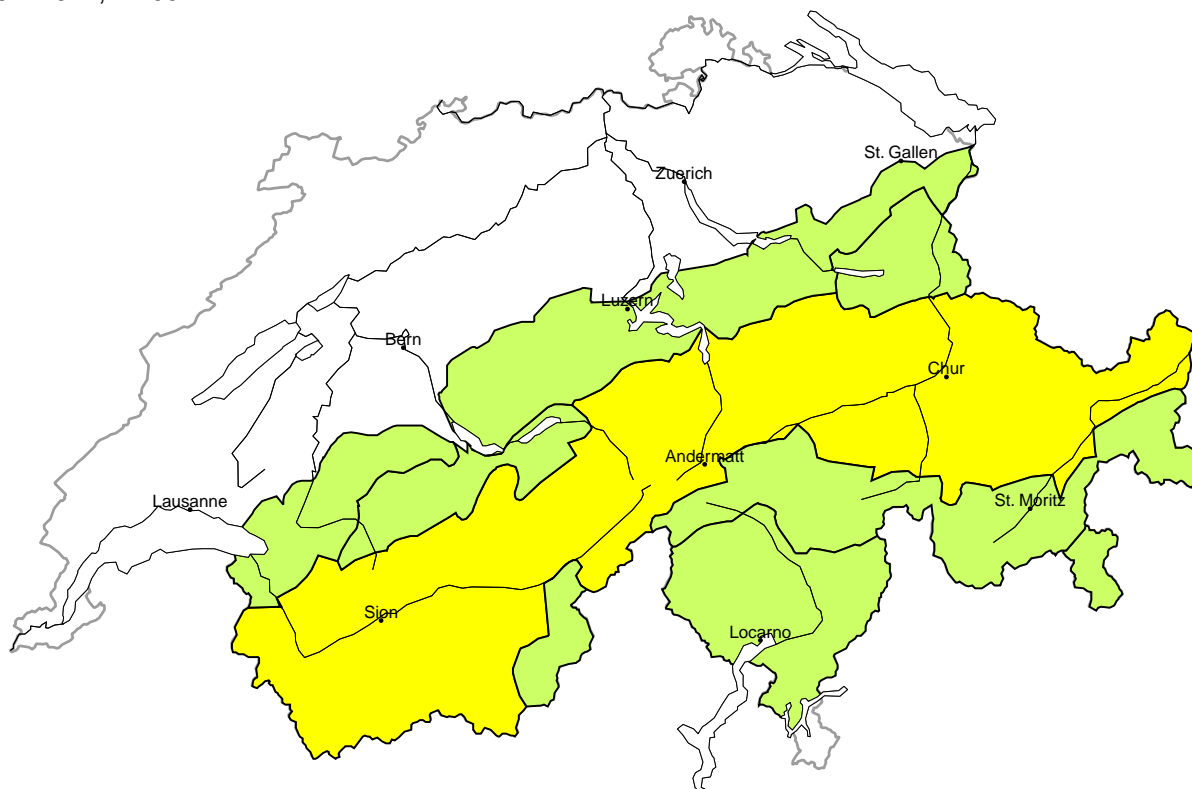 St. Gallen
Zuerich
Luzern
Bern
Chur
Andermatt
Lausanne
St. Moritz
Sion
Locarno